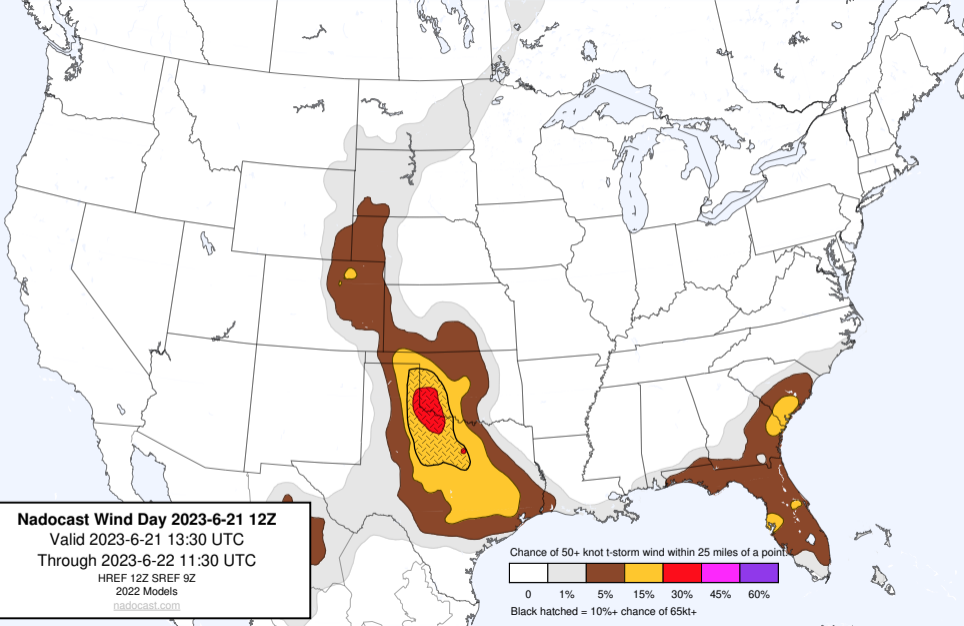 Nadocast Wind Day 2023-6-21 12Z
Valid 2023-6-21 13:30 UTC
Through 2023-6-22 11:30 UTC
HREF 12Z SREF 9Z
2022 Models
nadocast.com
Chance of 50+ knot t-storm wind within 25 miles of a point.
0 1% 5% 15% 30% 45% 60%
Black hatched = 10%+ chance of 65kt+